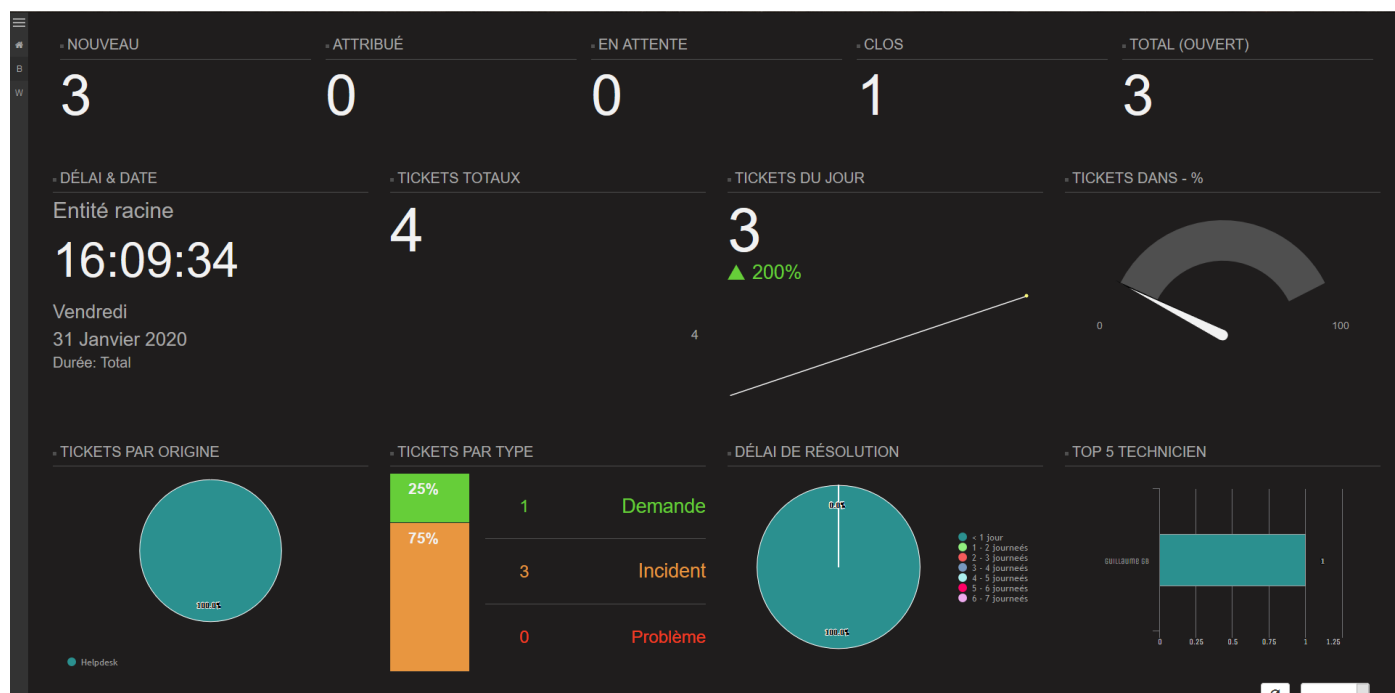 NOUVEAU
ATTRIBUÉ
EN ATTENTE
CLOS
TOTAL (OUVERT)
B
W
3
0
0
1
3
DÉLAI & DATE
TICKETS TOTAUX
TICKETS DU JOUR
TICKETS DANS - %
Entité racine
16:09:34
Vendredi
31 Janvier 2020
Durée: Total
4
4
3
▲ 200%
0
100
TICKETS PAR ORIGINE
TICKETS PAR TYPE
DÉLAI DE RÉSOLUTION
TOP 5 TECHNICIEN
100.0%
Helpdesk
25%
75%
1 Demande
3 Incident
0 Problème
0.0%
100.0%
< 1 jour
1 - 2 journeés
2 - 3 journeés
3 - 4 journeés
4 - 5 journeés
5 - 6 journeés
6 - 7 journeés
GUILLAUME GB
1
0 0.25 0.5 0.75 1 1.25